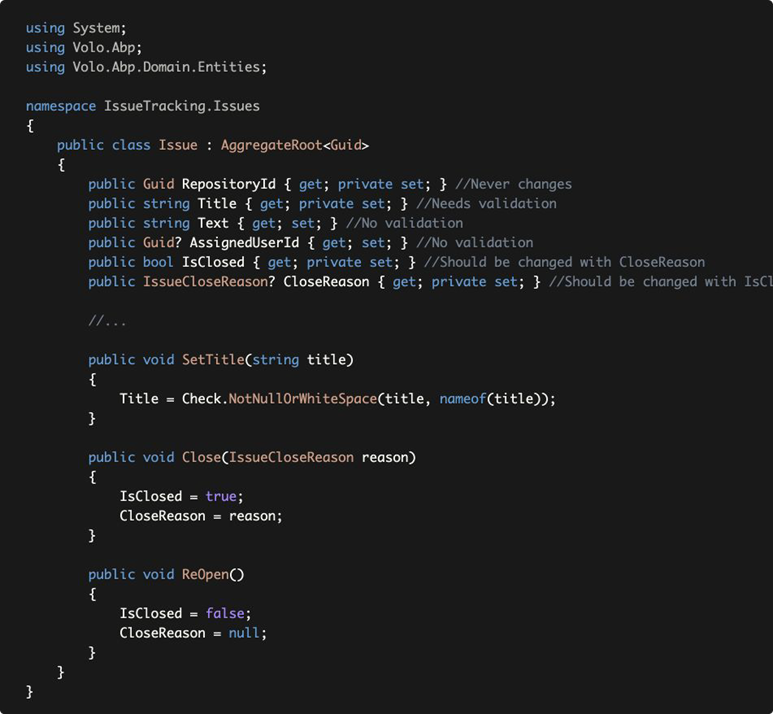 using System;
using Volo.Abp;
using Volo.Abp.Domain.Entities;

namespace IssueTracking.Issues
{
    public class Issue : AggregateRoot<Guid>
    {
        public Guid RepositoryId { get; private set; } //Never changes
        public string Title { get; private set; } //Needs validation
        public string Text { get; set; } //No validation
        public Guid? AssignedUserId { get; set; } //No validation
        public bool IsClosed { get; private set; } //Should be changed with CloseReason
        public IssueCloseReason? CloseReason { get; private set; } //Should be changed with IsCl

        //...

        public void SetTitle(string title)
        {
            Title = Check.NotNullOrWhiteSpace(title, nameof(title));
        }

        public void Close(IssueCloseReason reason)
        {
            IsClosed = true;
            CloseReason = reason;
        }

        public void ReOpen()
        {
            IsClosed = false;
            CloseReason = null;
        }
    }
}